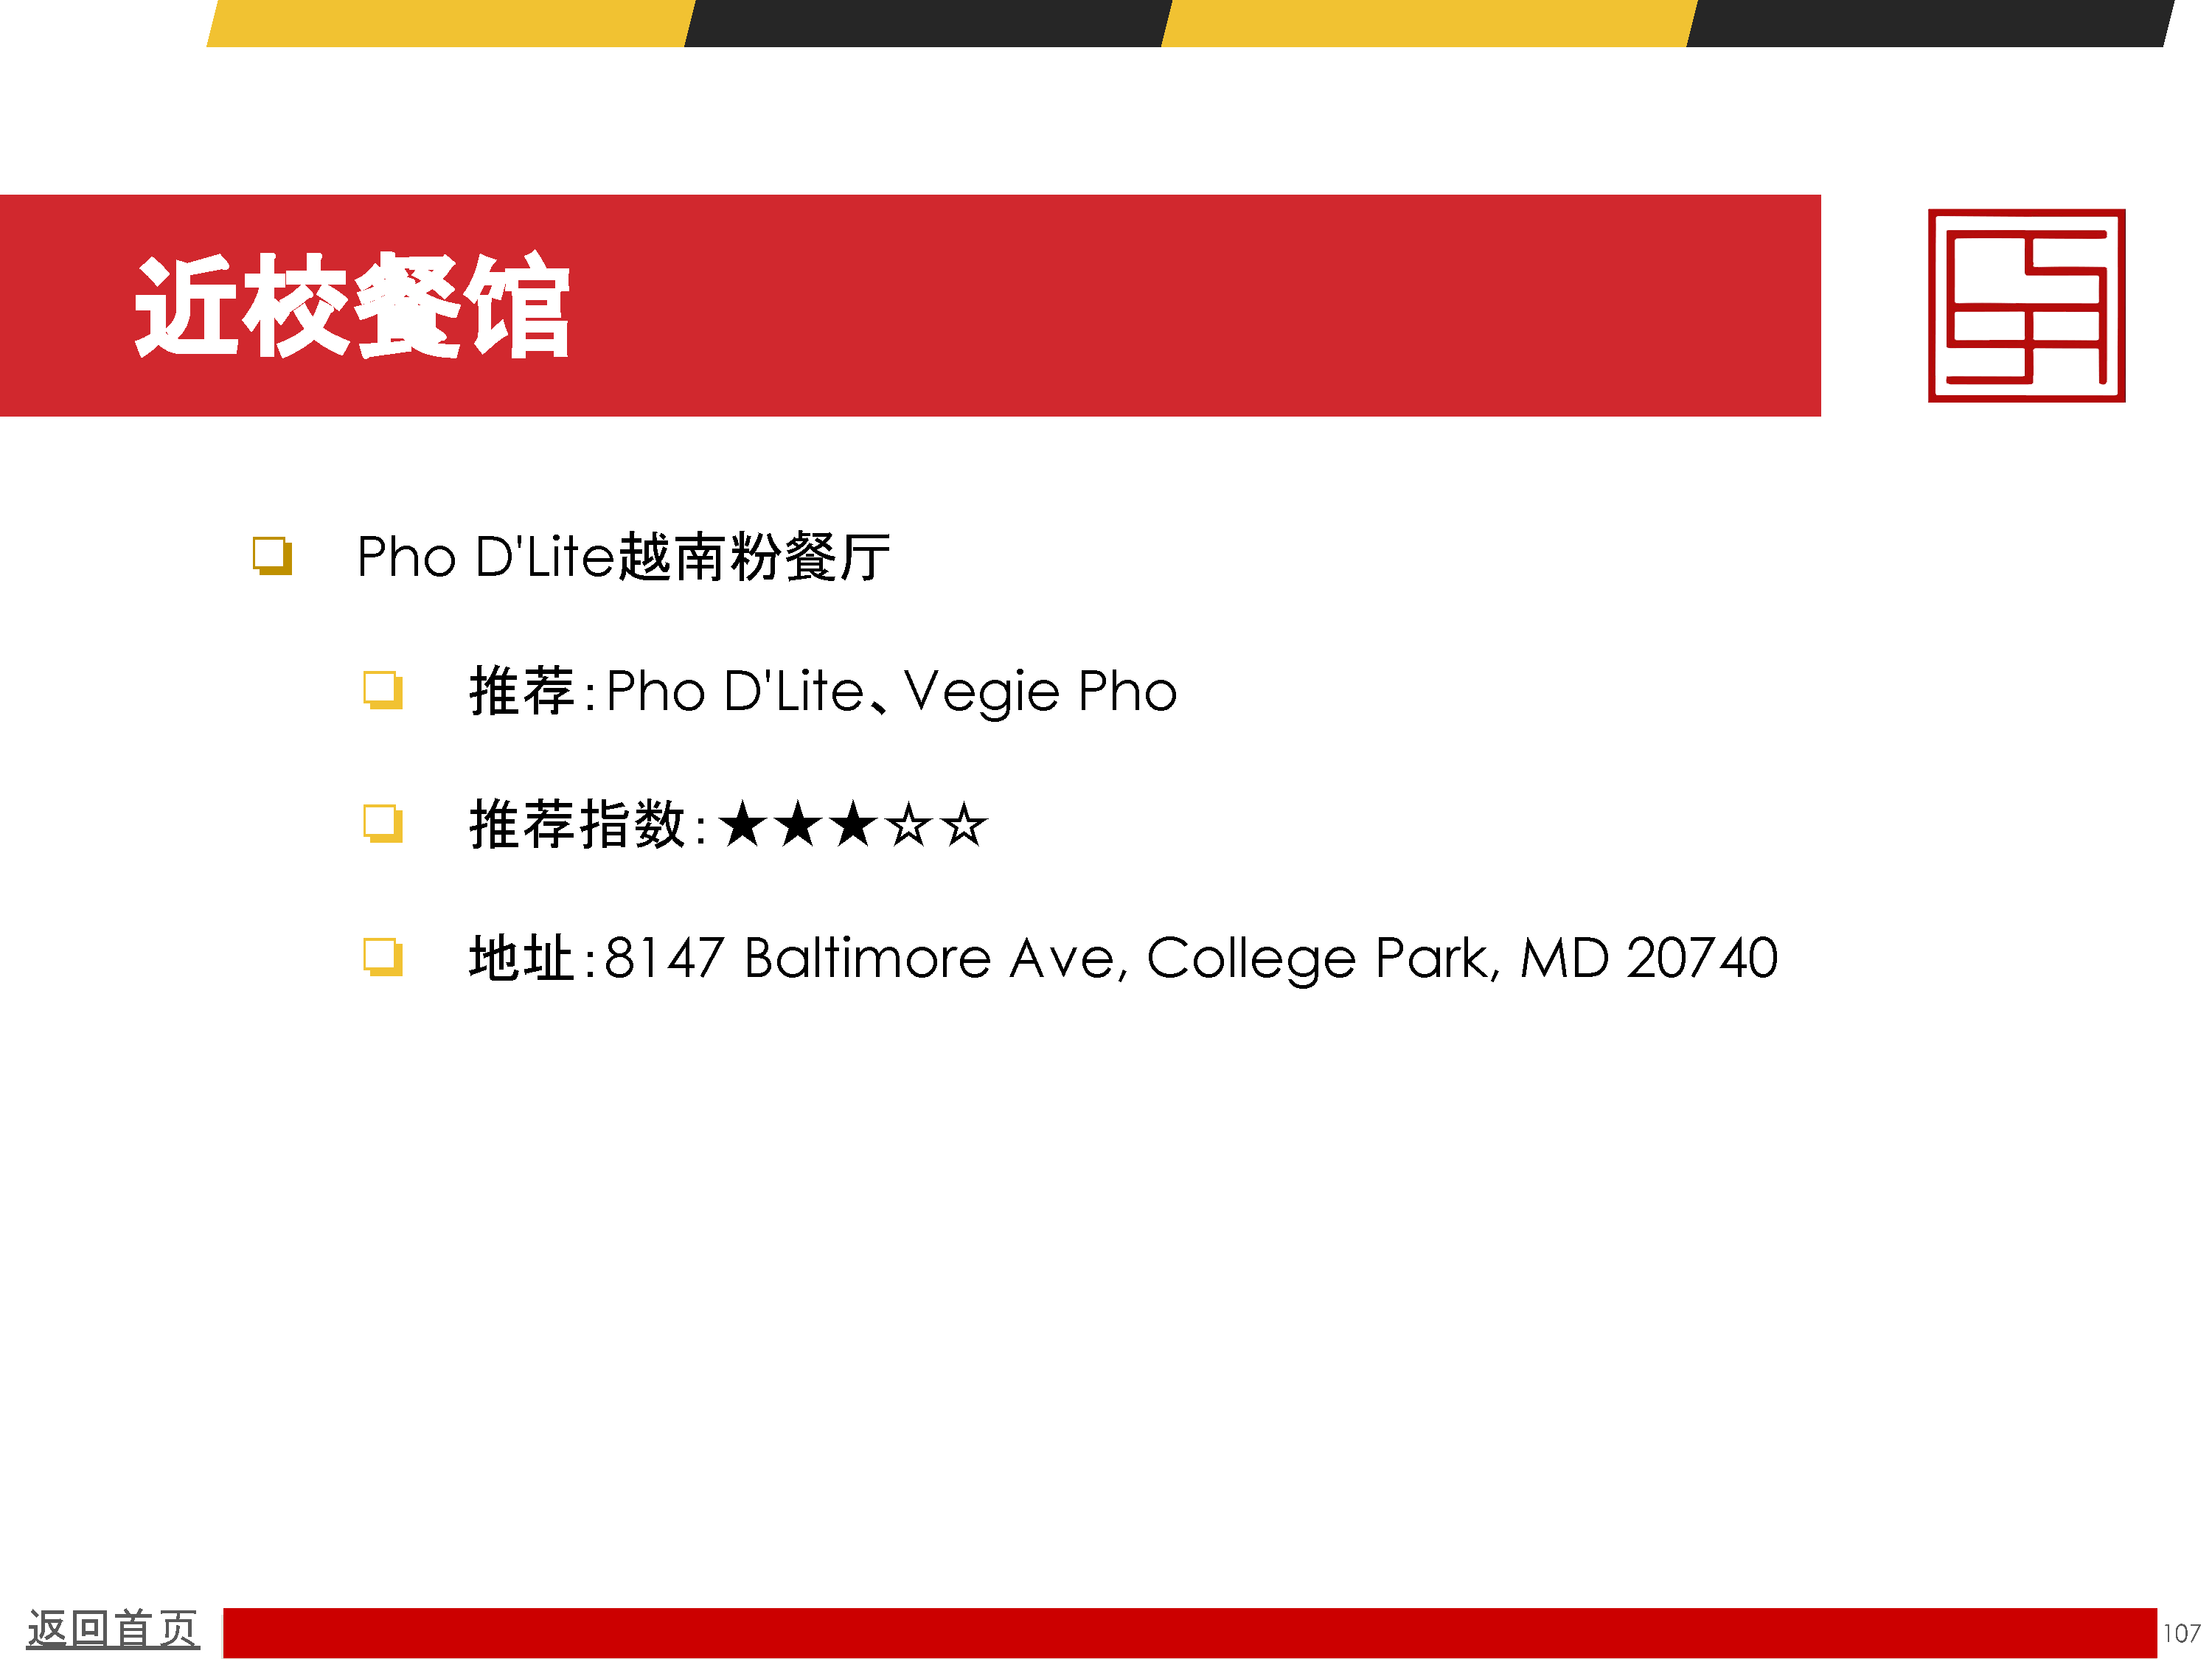 近校餐馆
Pho D'Lite越南粉餐厅
推荐：Pho D'Lite、Vegie Pho
推荐指数：★★★☆☆
地址：8147 Baltimore Ave, College Park, MD 20740
返回首页
107